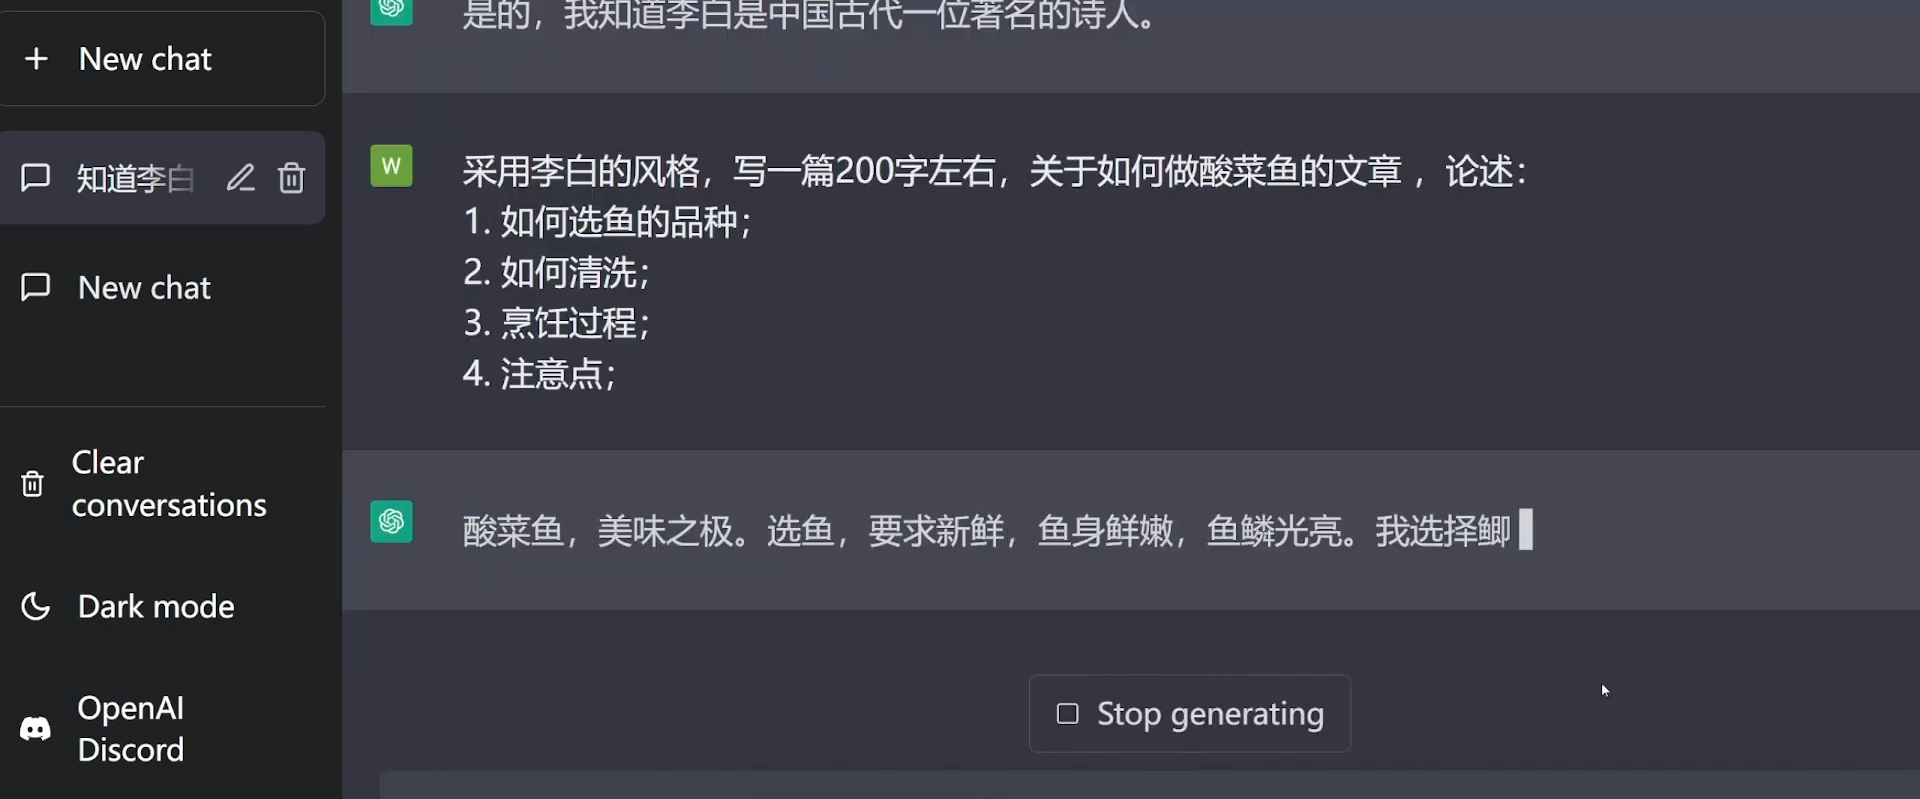 New chat
知道李白
New chat
Clear
conversations
Dark mode
OpenAI
Discord
是的，我知道李白是中国古代一位著名的诗人。
W
采用李白的风格，写一篇200字左右，关于如何做酸菜鱼的文章 ，论述：
1. 如何选鱼的品种；
2. 如何清洗；
3. 烹饪过程；
4. 注意点；
酸菜鱼，美味之极。选鱼，要求新鲜，鱼身鲜嫩，鱼鳞光亮。我选择鲫
Stop generating